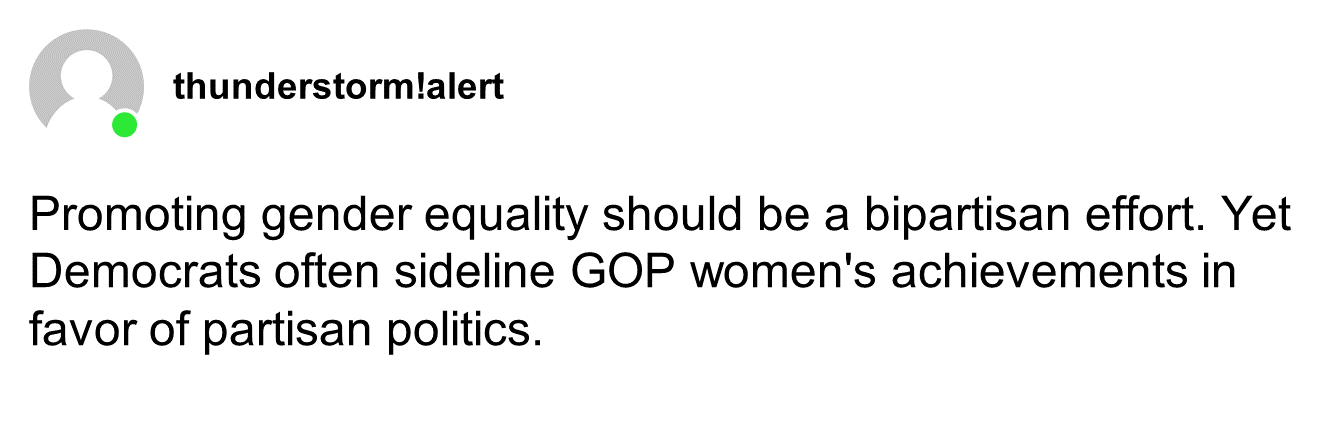 thunderstorm!alert
Promoting gender equality should be a bipartisan effort. Yet
Democrats often sideline GOP women's achievements in
favor of partisan politics.